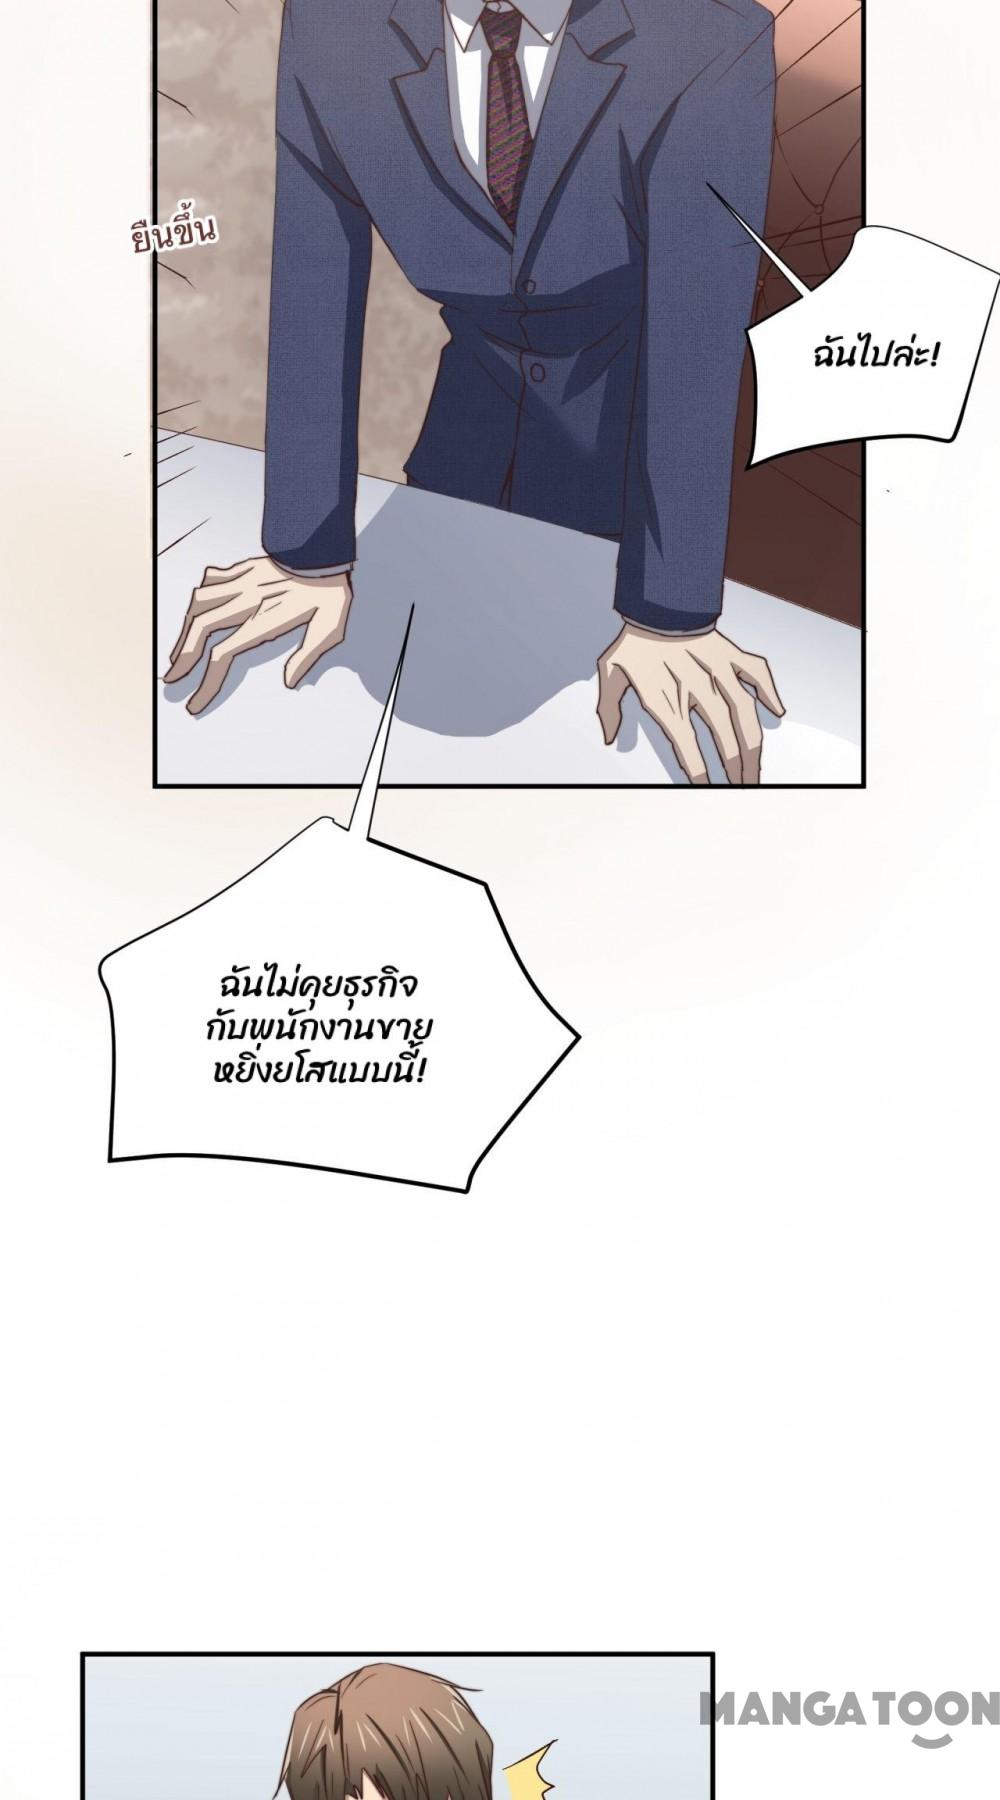 ยืนขึ้น
ฉันไปล่ะ!
ฉันไม่คุยธุรกิจ
กับพนักงานขาย
หยิ่งยโสแบบนี้!
MANGATOON